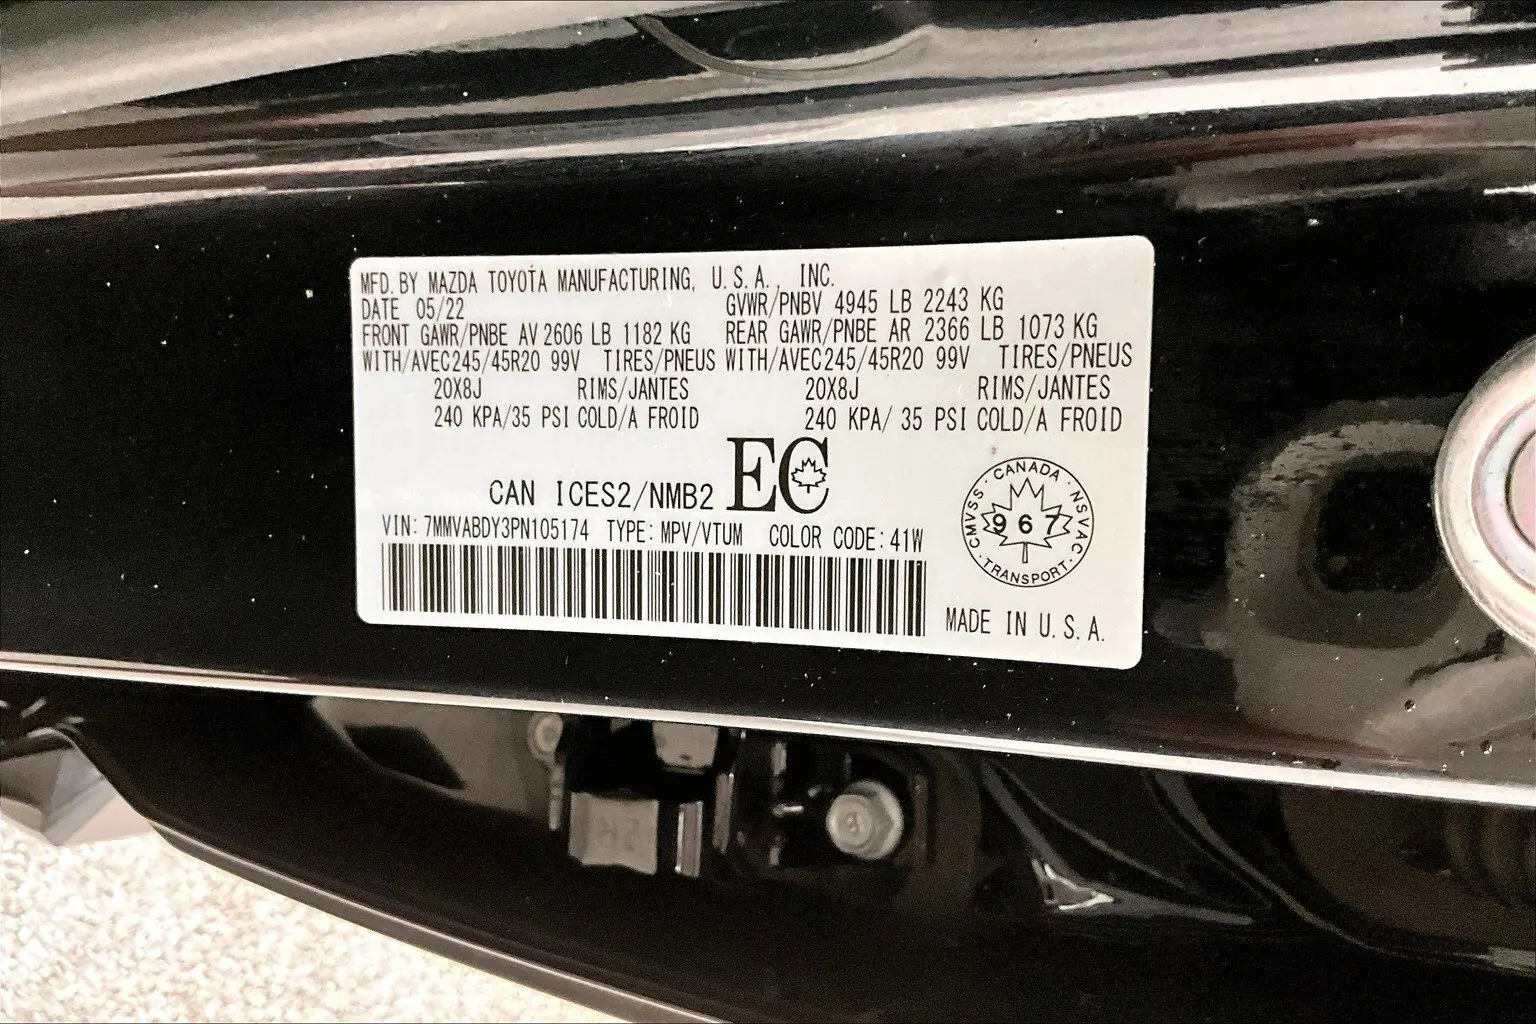 MFD. BY MAZDA TOYOTA MANUFACTURING, U.S.A., INC.
DATE 05/22 GVWR/PNBV 4945 LB 2243 KG
FRONT GAWR/PNBE AV 2606 LB 1182 KG REAR GAWR/PNBE AR 2366 LB 1073 KG
WITH/AVEC245/45R20 99V TIRES/PNEUS WITH/AVEC245/45R20 99V TIRES/PNEUS
20X8J RIMS/JANTES 20X8J RIMS/JANTES
240 KPA/35 PSI COLD/A FROID 240 KPA/ 35 PSI COLD/A FROID
CAN ICES2/NMB2 EC
VIN: 7MMVABDY3PN105174 TYPE: MPV/VTUM COLOR CODE: 41W
CANADA · NSVAC · TRANSPORT · CMVSS
967
MADE IN U.S.A.